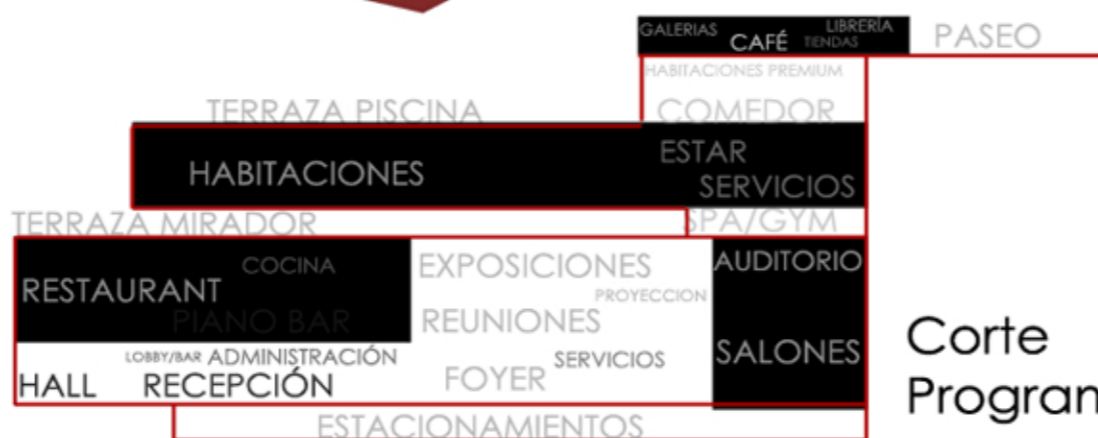 GALERIAS CAFÉ TIENDAS LIBRERÍA PASEO
HABITACIONES PREMIUM
TERRAZA PISCINA COMEDOR
HABITACIONES ESTAR
SERVICIOS
TERRAZA MIRADOR SPA/GYM
COCINA EXPOSICIONES AUDITORIO
RESTAURANT PROYECCION
PIANO BAR REUNIONES
LOBBY/BAR ADMINISTRACIÓN SERVICIOS SALONES
HALL RECEPCIÓN FOYER
ESTACIONAMIENTOS
Corte
Program